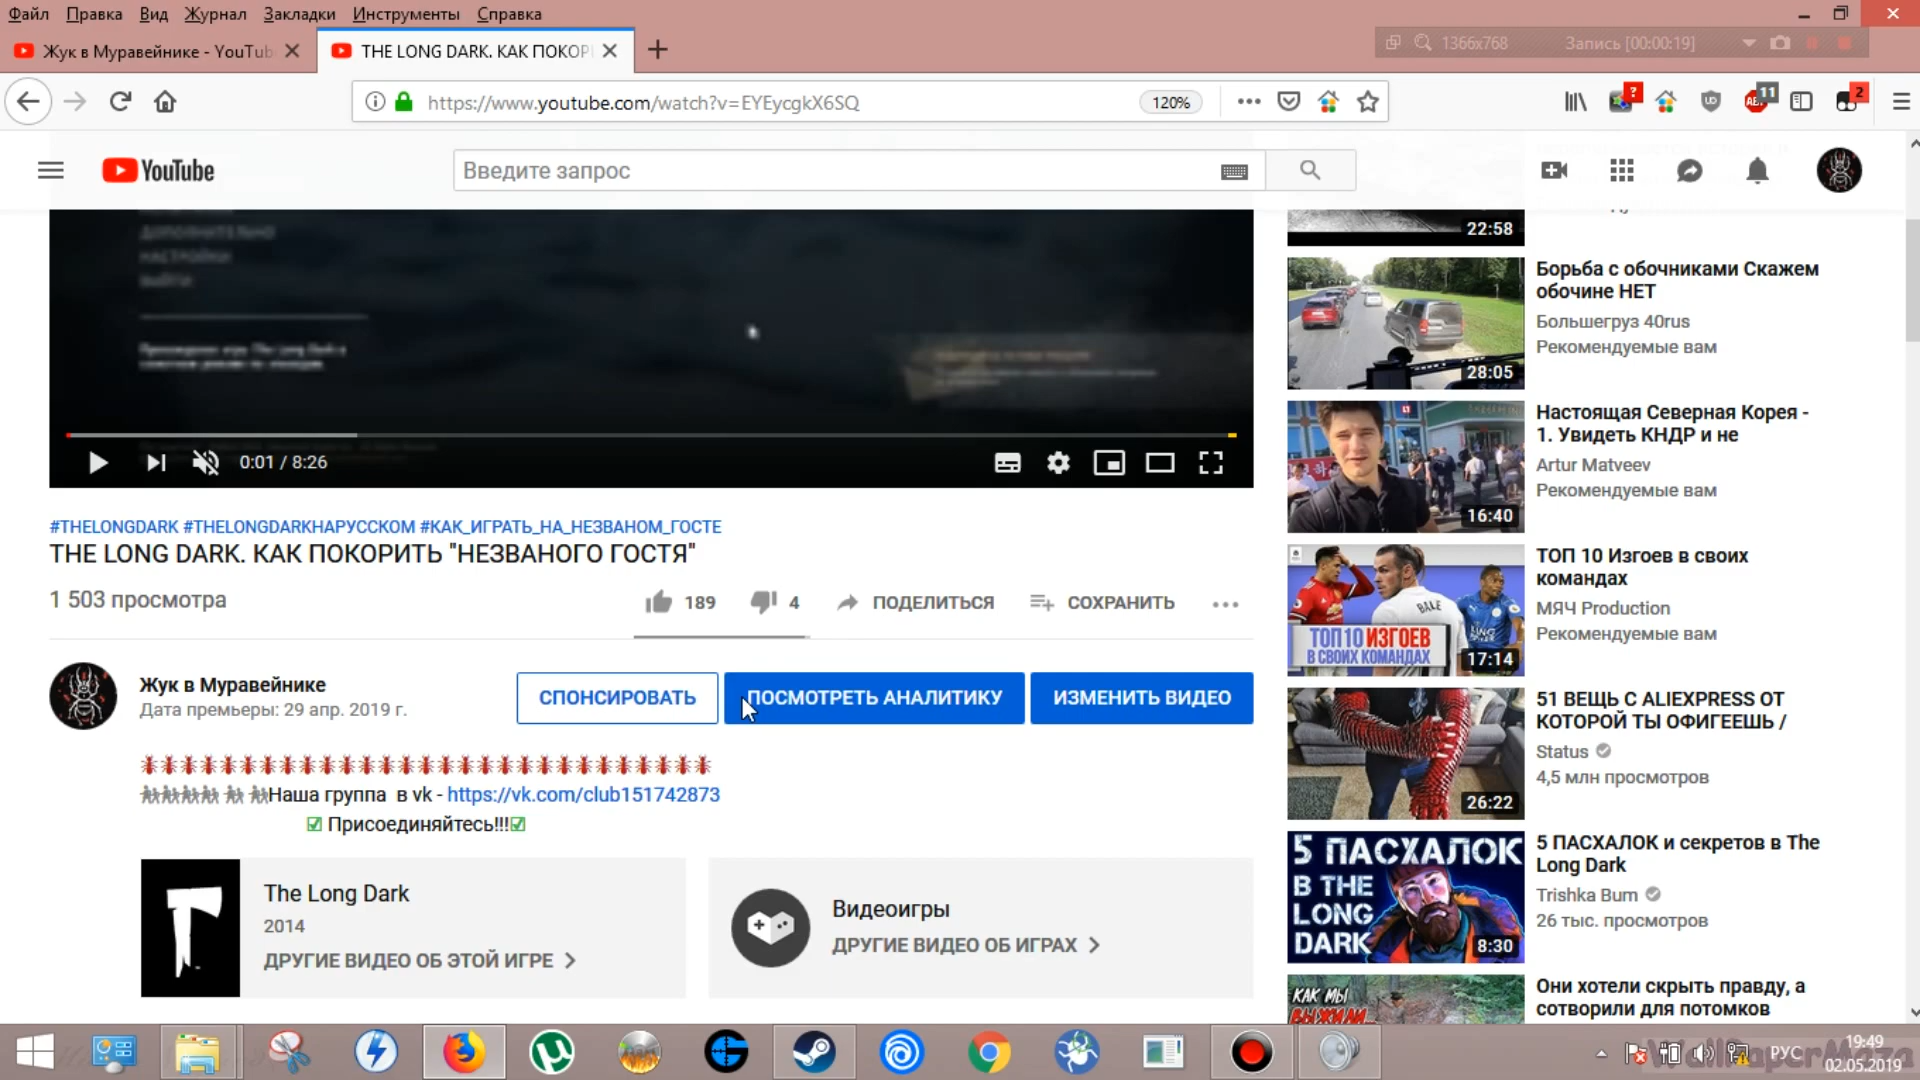 Файл Правка Вид Журнал Закладки Инструменты Справка
Жук в Муравейнике - YouTub
THE LONG DARK. КАК ПОКОР
1366x768
Запись [00:00:19]
https://www.youtube.com/watch?v=EYEycgkX6SQ
120%
?
11
2
YouTube
Введите запрос
ДОПОЛНИТЕЛЬНО
НАСТРОЙКИ
0:01 / 8:26
#THELONGDARK #THELONGDARKНАРУССКОМ #КАК_ИГРАТЬ_НА_НЕЗВАНОМ_ГОСТЕ
THE LONG DARK. КАК ПОКОРИТЬ "НЕЗВАНОГО ГОСТЯ"
1 503 просмотра
189
4
ПОДЕЛИТЬСЯ
СОХРАНИТЬ
Жук в Муравейнике
Дата премьеры: 29 апр. 2019 г.
СПОНСИРОВАТЬ
ПОСМОТРЕТЬ АНАЛИТИКУ
ИЗМЕНИТЬ ВИДЕО
Наша группа в vk - https://vk.com/club151742873
Присоединяйтесь!!!
The Long Dark
2014
ДРУГИЕ ВИДЕО ОБ ЭТОЙ ИГРЕ
Видеоигры
ДРУГИЕ ВИДЕО ОБ ИГРАХ
22:58
28:05
Борьба с обочниками Скажем
обочине НЕТ
Большегруз 40rus
Рекомендуемые вам
16:40
Настоящая Северная Корея -
1. Увидеть КНДР и не
Artur Matveev
Рекомендуемые вам
BALE
ТОП 10 ИЗГОЕВ
В СВОИХ КОМАНДАХ
17:14
ТОП 10 Изгоев в своих
командах
МЯЧ Production
Рекомендуемые вам
26:22
51 ВЕЩЬ С ALIEXPRESS ОТ
КОТОРОЙ ТЫ ОФИГЕЕШЬ /
Status
4,5 млн просмотров
5 ПАСХАЛОК
В THE
LONG
DARK
8:30
5 ПАСХАЛОК и секретов в The
Long Dark
Trishka Bum
26 тыс. просмотров
КАК МЫ
ВЫЖИЛИ
Они хотели скрыть правду, а
сотворили для потомков
РУС
19:49
02.05.2019